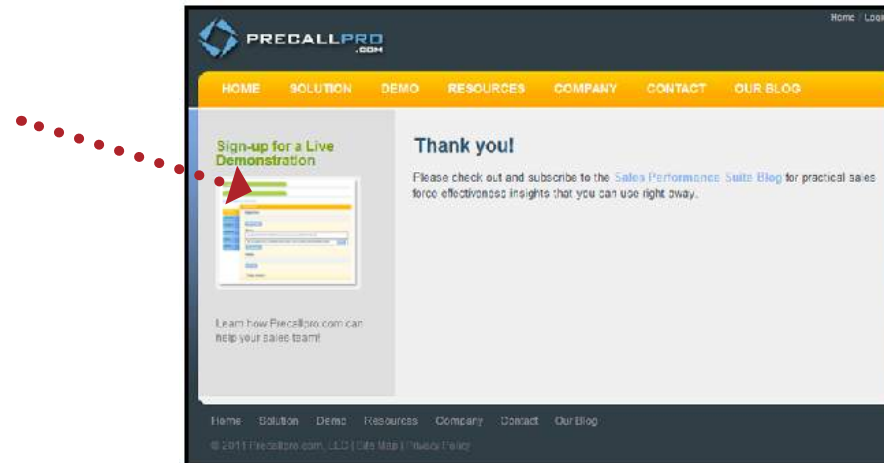 Home / Login
PRECALLPRO
.COM
HOME SOLUTION DEMO RESOURCES COMPANY CONTACT OUR BLOG
Sign-up for a Live
Demonstration
Learn how Precallpro.com can
help your sales team!
Thank you!
Please check out and subscribe to the Sales Performance Suite Blog for practical sales
force effectiveness insights that you can use right away.
Home Solution Demo Resources Company Contact Our Blog
© 2011 Precallpro.com, LLC | Site Map | Privacy Policy